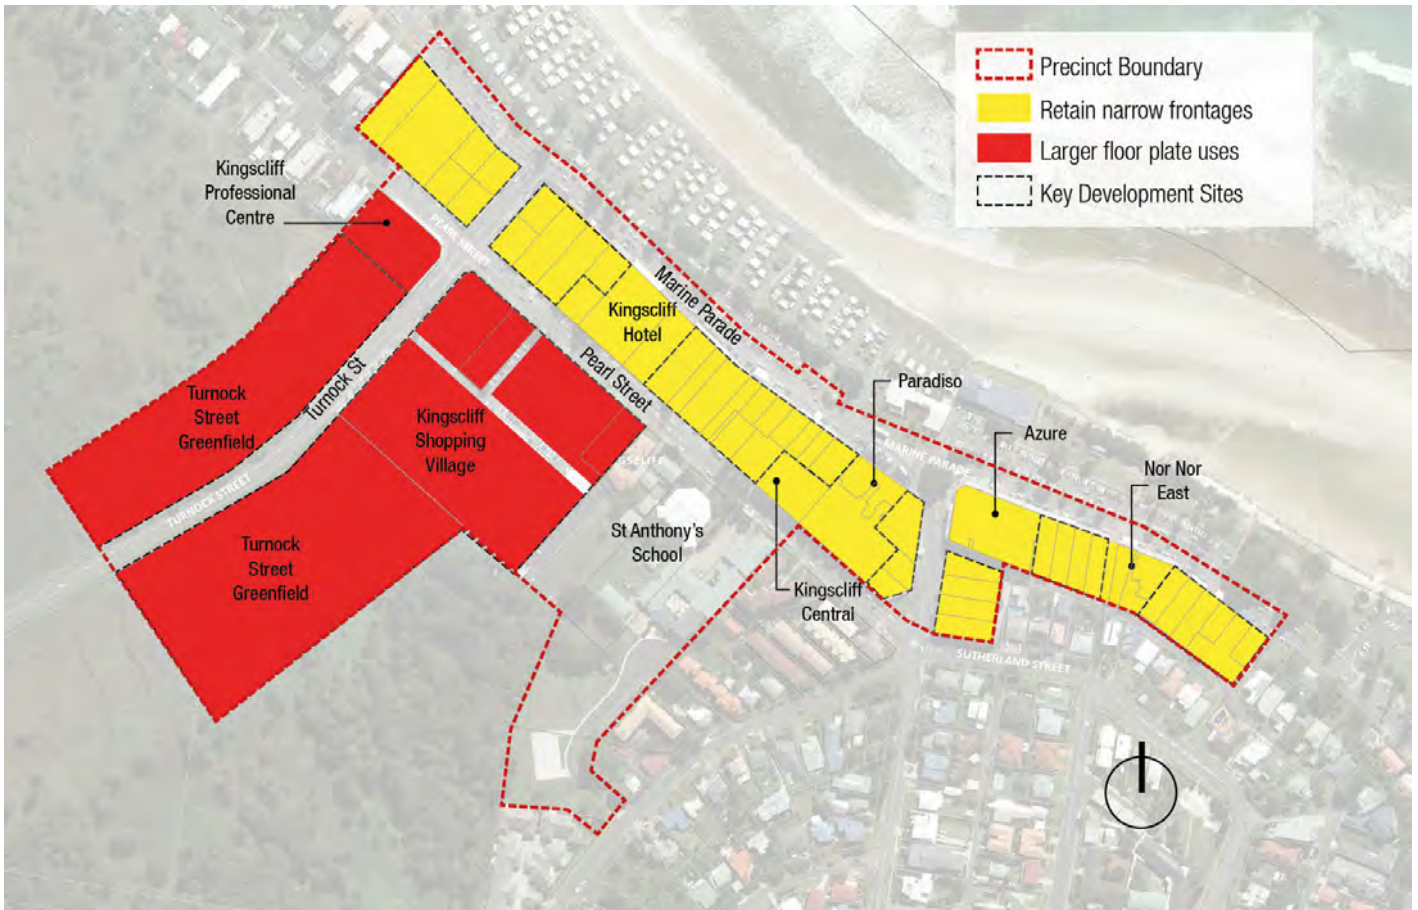 Precinct Boundary
Retain narrow frontages
Larger floor plate uses
Key Development Sites
Kingscliff
Professional
Centre
PEARL STREET
Marine Parade
Kingscliff
Hotel
Pearl Street
Turnock St
Turnock
Street
Greenfield
Kingscliff
Shopping
Village
TURNOCK STREET
Turnock
Street
Greenfield
St Anthony's
School
Paradiso
Azure
MARINE PARADE
Nor Nor
East
Kingscliff
Central
SUTHERLAND STREET